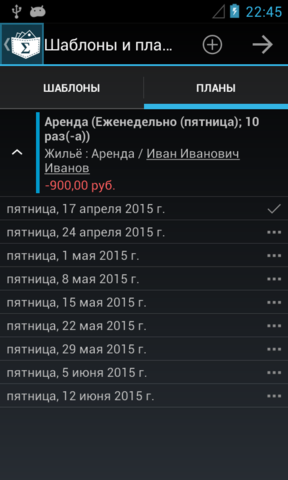 22:45
Шаблоны и пла...
ШАБЛОНЫ
ПЛАНЫ
Аренда (Еженедельно (пятница); 10
раз(-а))
Жильё : Аренда / Иван Иванович
Иванов
-900,00 руб.
пятница, 17 апреля 2015 г.
пятница, 24 апреля 2015 г.
пятница, 1 мая 2015 г.
пятница, 8 мая 2015 г.
пятница, 15 мая 2015 г.
пятница, 22 мая 2015 г.
пятница, 29 мая 2015 г.
пятница, 5 июня 2015 г.
пятница, 12 июня 2015 г.